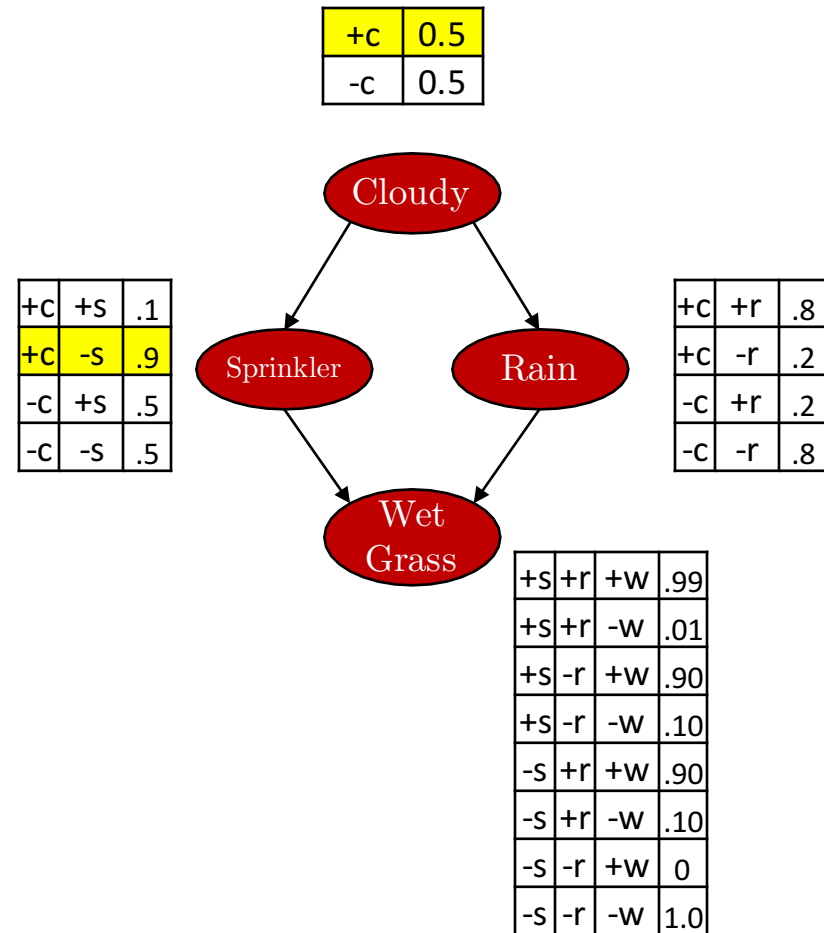 +c 0.5
-c 0.5
Cloudy
+c +s .1
+c -s .9
-c +s .5
-c -s .5
Sprinkler
Rain
+c +r .8
+c -r .2
-c +r .2
-c -r .8
Wet
Grass
+s +r +w .99
+s +r -w .01
+s -r +w .90
+s -r -w .10
-s +r +w .90
-s +r -w .10
-s -r +w 0
-s -r -w 1.0